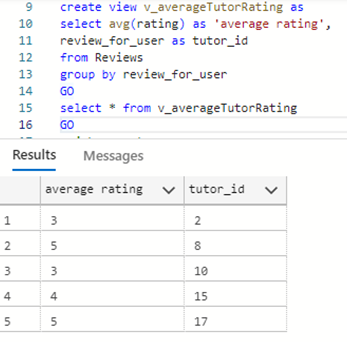 9 create view v_averageTutorRating as
10 select avg(rating) as 'average rating',
11 review_for_user as tutor_id
12 from Reviews
13 group by review_for_user
14 GO
15 select * from v_averageTutorRating
16 GO
Results Messages
average rating tutor_id
1 3 2
2 5 8
3 3 10
4 4 15
5 5 17